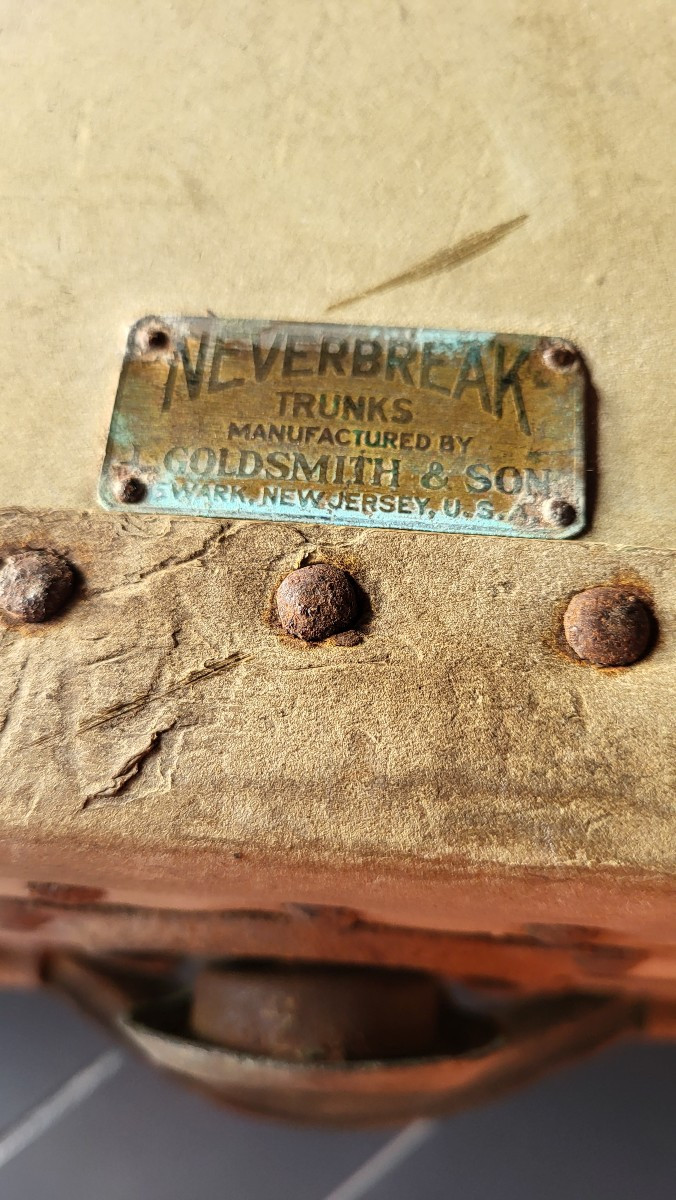 NEVERBREAK
TRUNKS
MANUFACTURED BY
GOLDSMITH & SON
NEW JERSEY, U.S.A.